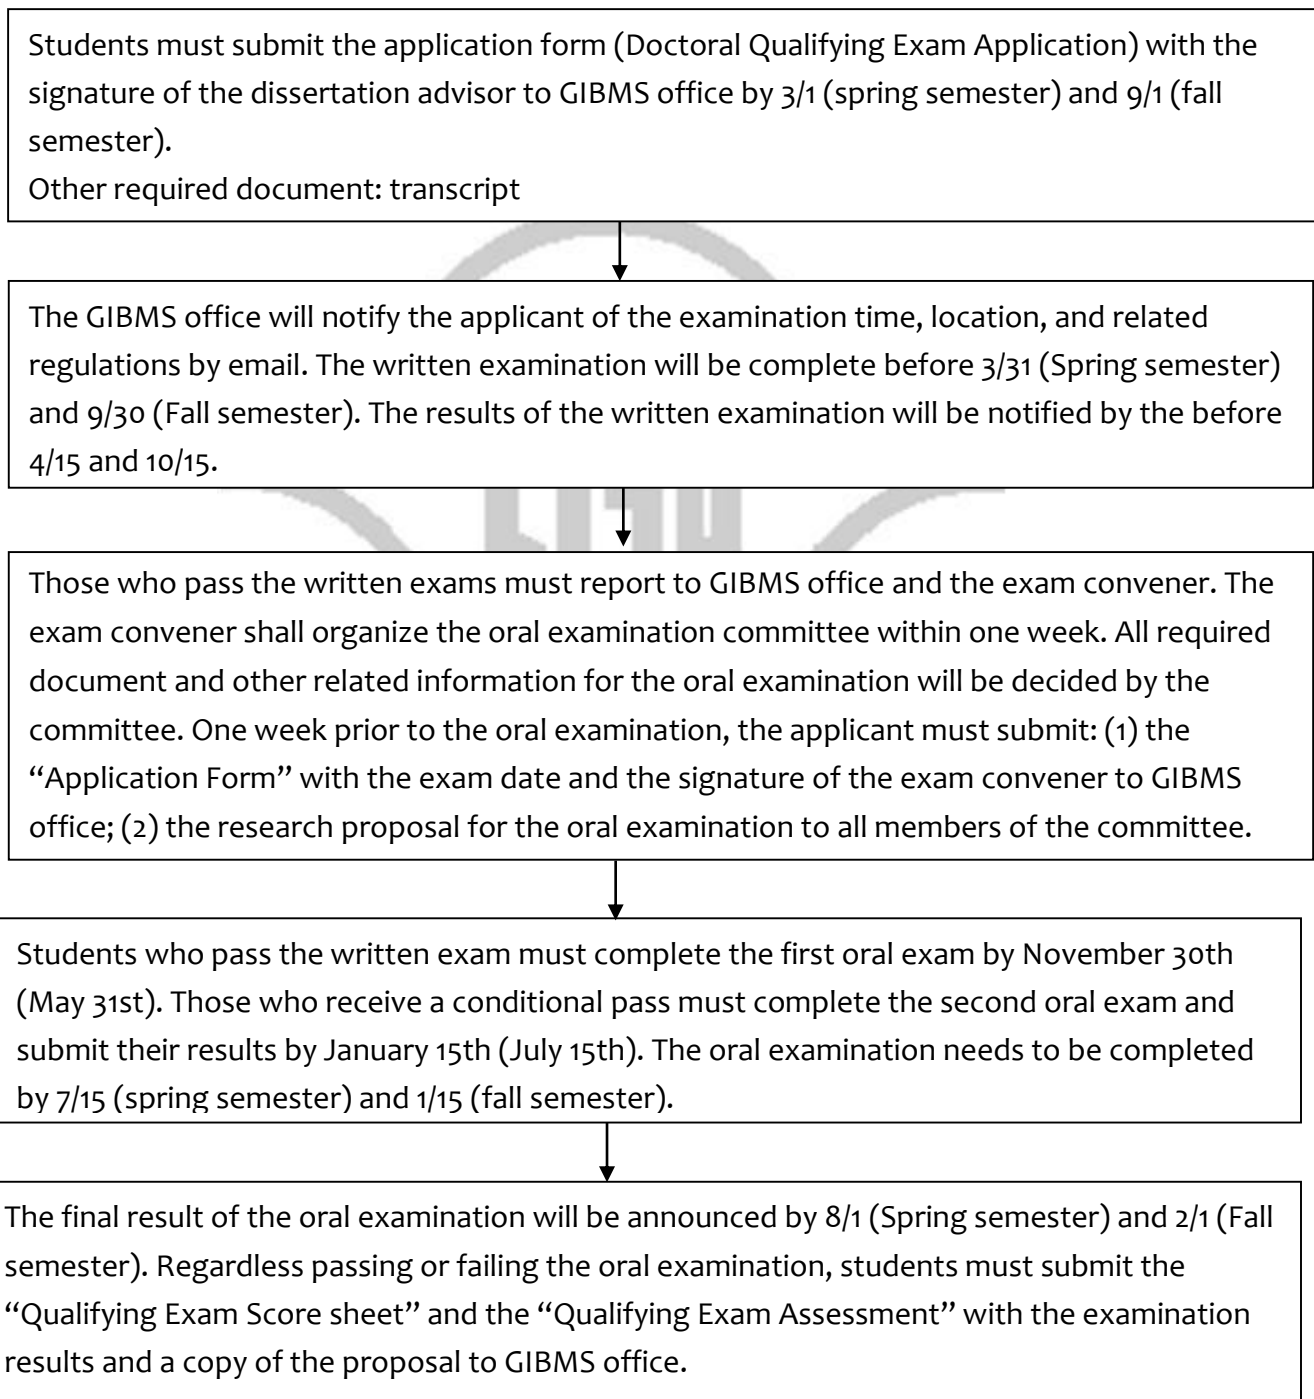 Students must submit the application form (Doctoral Qualifying Exam Application) with the
signature of the dissertation advisor to GIBMS office by 3/1 (spring semester) and 9/1 (fall
semester).
Other required document: transcript
The GIBMS office will notify the applicant of the examination time, location, and related
regulations by email. The written examination will be complete before 3/31 (Spring semester)
and 9/30 (Fall semester). The results of the written examination will be notified by the before
4/15 and 10/15.
Those who pass the written exams must report to GIBMS office and the exam convener. The
exam convener shall organize the oral examination committee within one week. All required
document and other related information for the oral examination will be decided by the
committee. One week prior to the oral examination, the applicant must submit: (1) the
“Application Form” with the exam date and the signature of the exam convener to GIBMS
office; (2) the research proposal for the oral examination to all members of the committee.
Students who pass the written exam must complete the first oral exam by November 30th
(May 31st). Those who receive a conditional pass must complete the second oral exam and
submit their results by January 15th (July 15th). The oral examination needs to be completed
by 7/15 (spring semester) and 1/15 (fall semester).
The final result of the oral examination will be announced by 8/1 (Spring semester) and 2/1 (Fall
semester). Regardless passing or failing the oral examination, students must submit the
“Qualifying Exam Score sheet” and the “Qualifying Exam Assessment” with the examination
results and a copy of the proposal to GIBMS office.